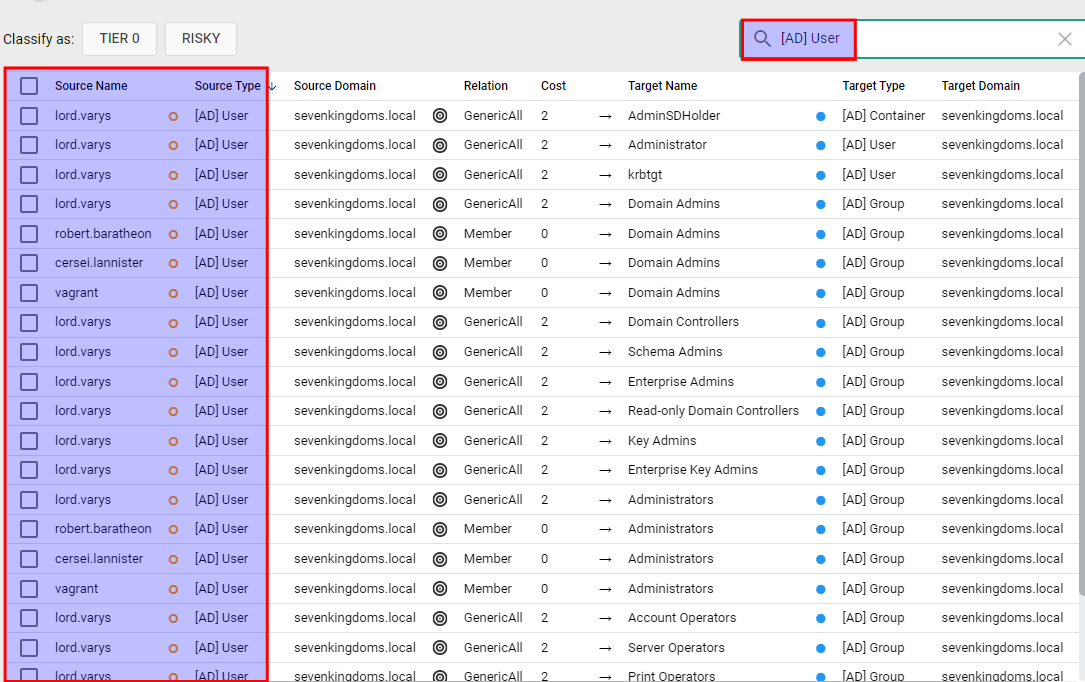 Classify as: TIER 0 RISKY [AD] User
Source Name Source Type ↓ Source Domain Relation Cost Target Name Target Type Target Domain
lord.varys [AD] User sevenkingdoms.local GenericAll 2 → AdminSDHolder [AD] Container sevenkingdoms.local
lord.varys [AD] User sevenkingdoms.local GenericAll 2 → Administrator [AD] User sevenkingdoms.local
lord.varys [AD] User sevenkingdoms.local GenericAll 2 → krbtgt [AD] User sevenkingdoms.local
lord.varys [AD] User sevenkingdoms.local GenericAll 2 → Domain Admins [AD] Group sevenkingdoms.local
robert.baratheon [AD] User sevenkingdoms.local Member 0 → Domain Admins [AD] Group sevenkingdoms.local
cersei.lannister [AD] User sevenkingdoms.local Member 0 → Domain Admins [AD] Group sevenkingdoms.local
vagrant [AD] User sevenkingdoms.local Member 0 → Domain Admins [AD] Group sevenkingdoms.local
lord.varys [AD] User sevenkingdoms.local GenericAll 2 → Domain Controllers [AD] Group sevenkingdoms.local
lord.varys [AD] User sevenkingdoms.local GenericAll 2 → Schema Admins [AD] Group sevenkingdoms.local
lord.varys [AD] User sevenkingdoms.local GenericAll 2 → Enterprise Admins [AD] Group sevenkingdoms.local
lord.varys [AD] User sevenkingdoms.local GenericAll 2 → Read-only Domain Controllers [AD] Group sevenkingdoms.local
lord.varys [AD] User sevenkingdoms.local GenericAll 2 → Key Admins [AD] Group sevenkingdoms.local
lord.varys [AD] User sevenkingdoms.local GenericAll 2 → Enterprise Key Admins [AD] Group sevenkingdoms.local
lord.varys [AD] User sevenkingdoms.local GenericAll 2 → Administrators [AD] Group sevenkingdoms.local
robert.baratheon [AD] User sevenkingdoms.local Member 0 → Administrators [AD] Group sevenkingdoms.local
cersei.lannister [AD] User sevenkingdoms.local Member 0 → Administrators [AD] Group sevenkingdoms.local
vagrant [AD] User sevenkingdoms.local Member 0 → Administrators [AD] Group sevenkingdoms.local
lord.varys [AD] User sevenkingdoms.local GenericAll 2 → Account Operators [AD] Group sevenkingdoms.local
lord.varys [AD] User sevenkingdoms.local GenericAll 2 → Server Operators [AD] Group sevenkingdoms.local
lord.varys [AD] User sevenkingdoms.local GenericAll 2 → Print Operators [AD] Group sevenkingdoms.local